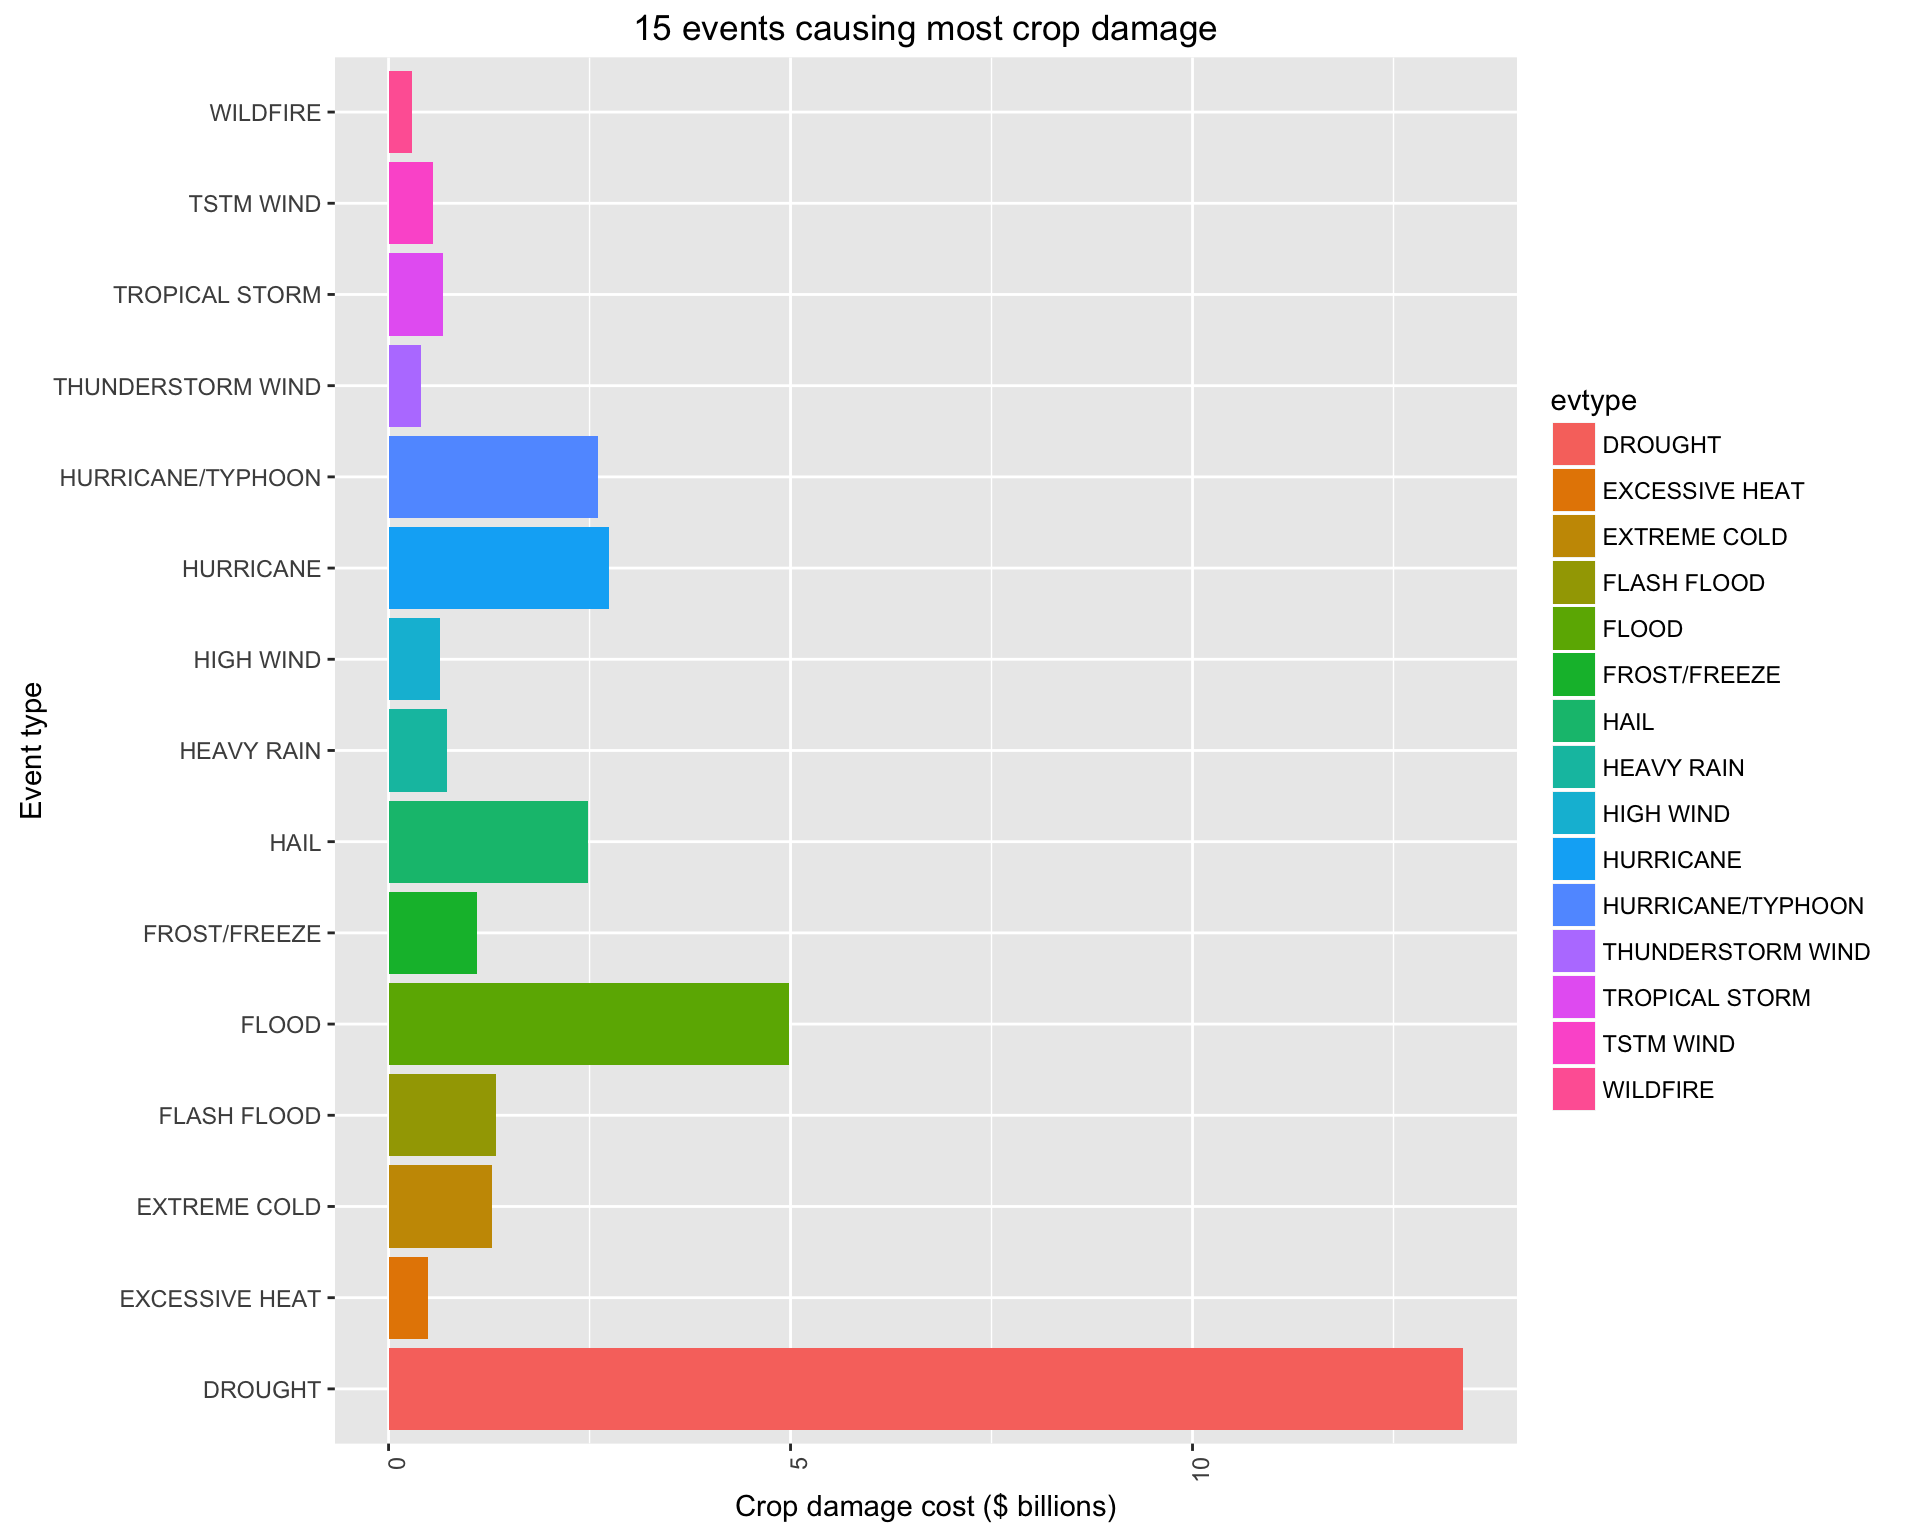 15 events causing most crop damage
WILDFIRE
TSTM WIND
TROPICAL STORM
THUNDERSTORM WIND
HURRICANE/TYPHOON
HURRICANE
HIGH WIND
HEAVY RAIN
HAIL
FROST/FREEZE
FLOOD
FLASH FLOOD
EXTREME COLD
EXCESSIVE HEAT
DROUGHT
Event type
0
5
10
Crop damage cost ($ billions)
evtype
DROUGHT
EXCESSIVE HEAT
EXTREME COLD
FLASH FLOOD
FLOOD
FROST/FREEZE
HAIL
HEAVY RAIN
HIGH WIND
HURRICANE
HURRICANE/TYPHOON
THUNDERSTORM WIND
TROPICAL STORM
TSTM WIND
WILDFIRE